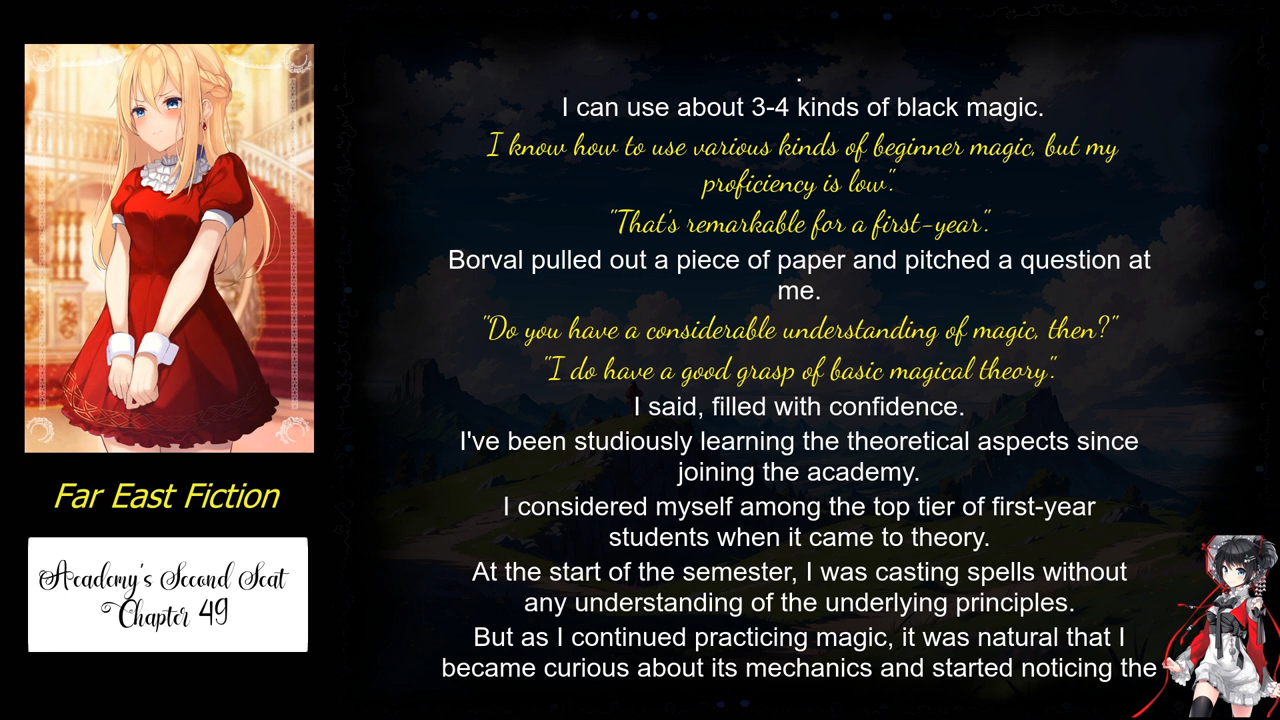 .
I can use about 3-4 kinds of black magic.
I know how to use various kinds of beginner magic, but my
proficiency is low".
"That's remarkable for a first-year".
Borval pulled out a piece of paper and pitched a question at
me.
"Do you have a considerable understanding of magic, then?"
"I do have a good grasp of basic magical theory".
I said, filled with confidence.
I've been studiously learning the theoretical aspects since
joining the academy.
I considered myself among the top tier of first-year
students when it came to theory.
At the start of the semester, I was casting spells without
any understanding of the underlying principles.
But as I continued practicing magic, it was natural that I
became curious about its mechanics and started noticing the
Far East Fiction
Academy's Second Seat
Chapter 49